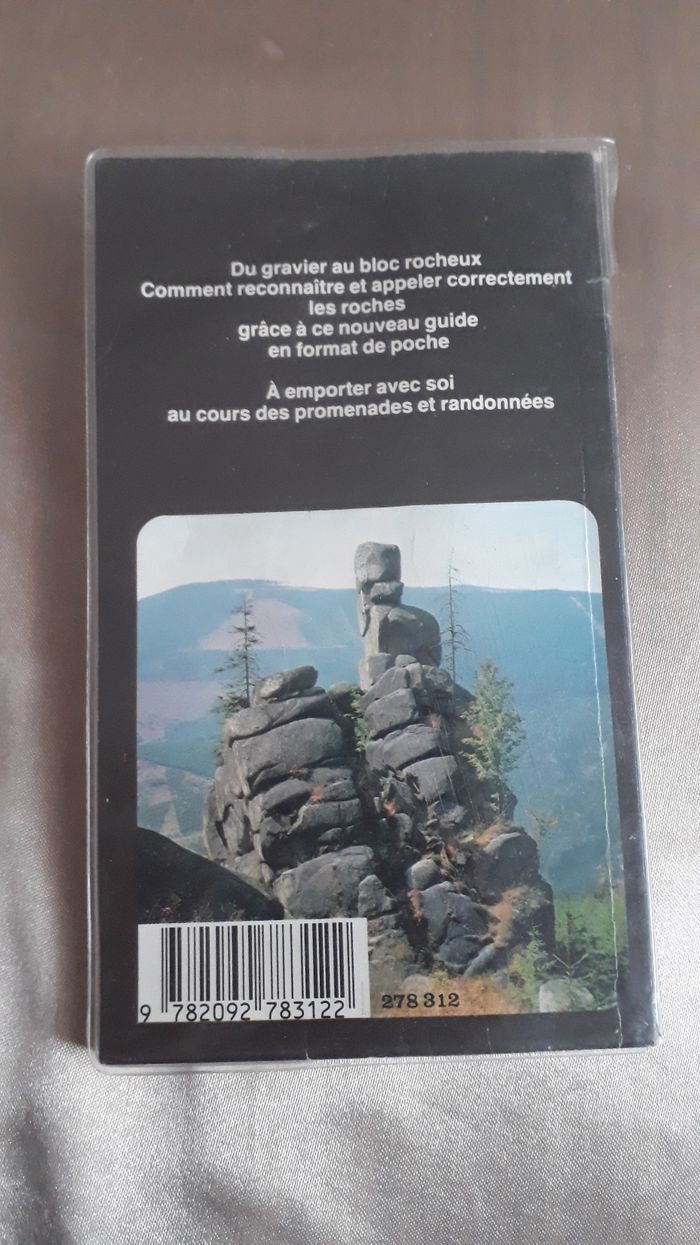 Du gravier au bloc rocheux
Comment reconnaître et appeler correctement
les roches
grâce à ce nouveau guide
en format de poche
À emporter avec soi
au cours des promenades et randonnées
9 782092 783122
278 312